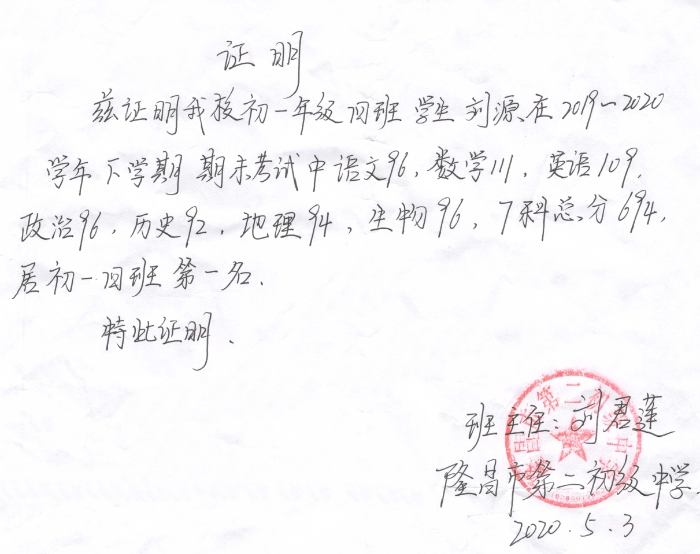 证明
兹证明我校初一年级四班学生刘源在2019~2020
学年下学期期末考试中语文96，数学111，英语109，
政治96，历史92，地理94，生物96，7科总分694，
居初一四班第一名.
特此证明.
班主任：刘君莲
隆昌市第二初级中学.
2020.5.3